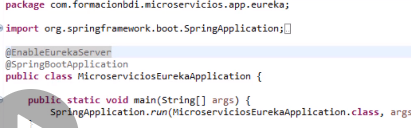 package com.formacionbdi.microservicios.app.eureka;
import org.springframework.boot.SpringApplication;
@EnableEurekaServer
@SpringBootApplication
public class MicroserviciosEurekaApplication {
public static void main(String[] args) {
SpringApplication.run(MicroserviciosEurekaApplication.class, args